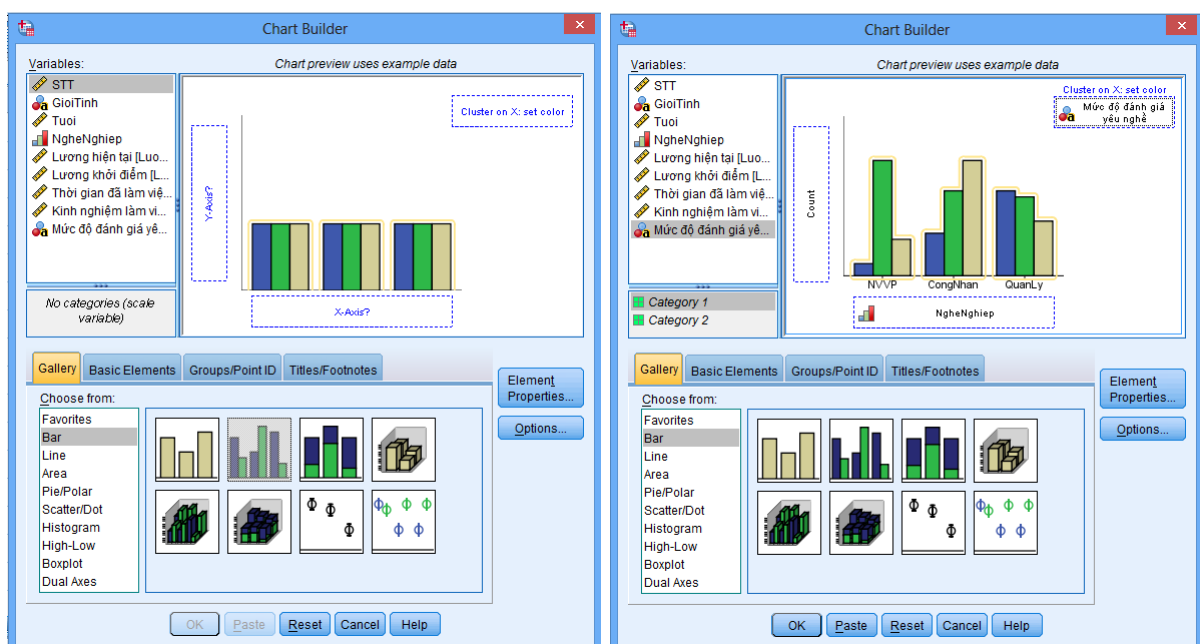 Chart Builder
Variables:
Chart preview uses example data
STT
GioiTinh
Tuoi
NgheNghiep
Lương hiện tại [Luo...
Lương khởi điểm [L...
Thời gian đã làm việ...
Kinh nghiệm làm vi...
Mức độ đánh giá yê...
Cluster on X: set color
Y-Axis?
X-Axis?
No categories (scale
variable)
Gallery
Basic Elements
Groups/Point ID
Titles/Footnotes
Choose from:
Favorites
Bar
Line
Area
Pie/Polar
Scatter/Dot
Histogram
High-Low
Boxplot
Dual Axes
Element
Properties...
Options...
OK
Paste
Reset
Cancel
Help
Chart Builder
Variables:
Chart preview uses example data
STT
GioiTinh
Tuoi
NgheNghiep
Lương hiện tại [Luo...
Lương khởi điểm [L...
Thời gian đã làm việ...
Kinh nghiệm làm vi...
Mức độ đánh giá yê...
Cluster on X: set color
Mức độ đánh giá
yêu nghề
Count
NVVP
CongNhan
QuanLy
NgheNghiep
Category 1
Category 2
Gallery
Basic Elements
Groups/Point ID
Titles/Footnotes
Choose from:
Favorites
Bar
Line
Area
Pie/Polar
Scatter/Dot
Histogram
High-Low
Boxplot
Dual Axes
Element
Properties...
Options...
OK
Paste
Reset
Cancel
Help